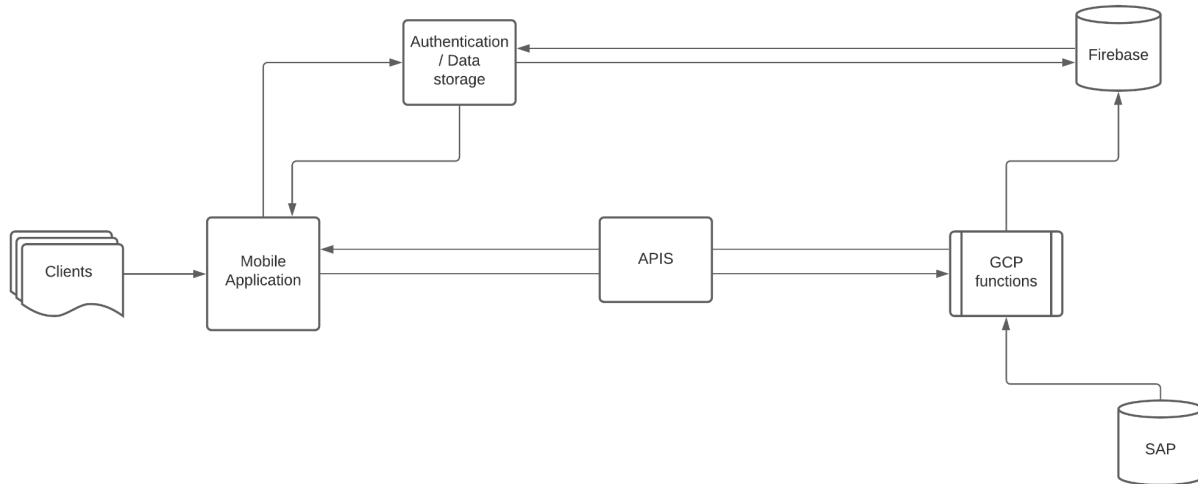 Authentication
/ Data
storage
Firebase
Clients
Mobile
Application
APIS
GCP
functions
SAP